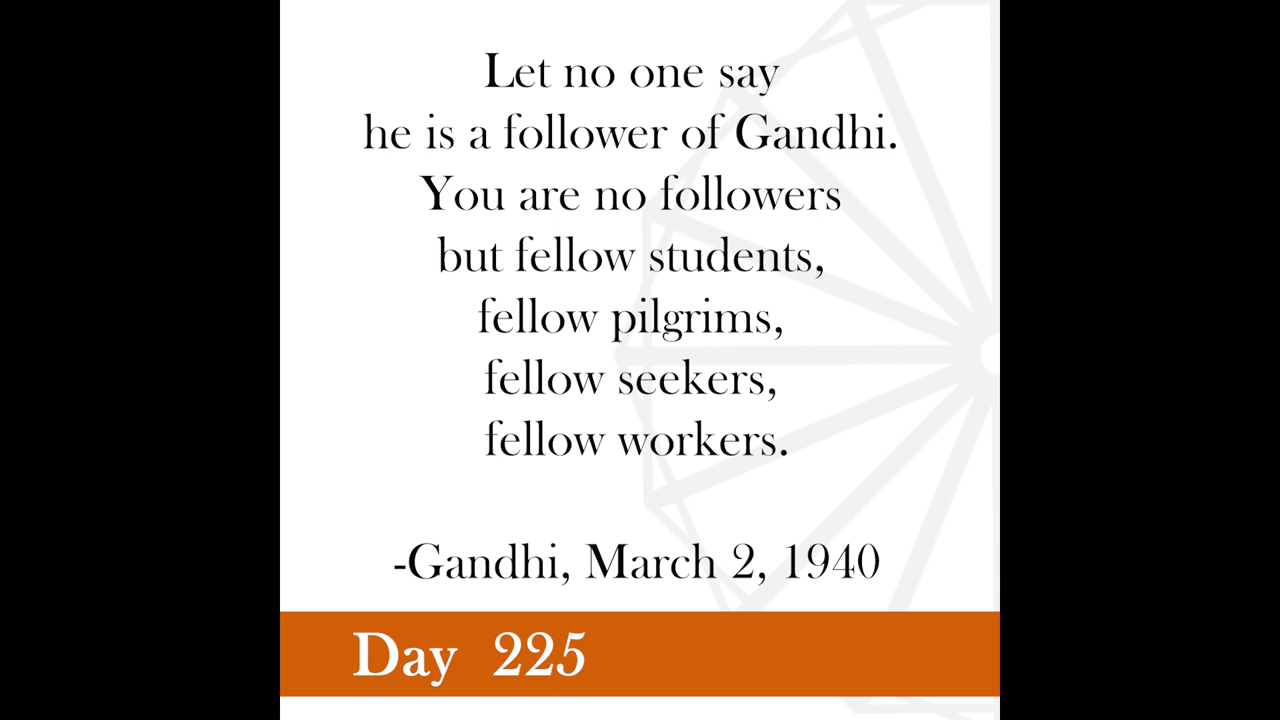 Let no one say
he is a follower of Gandhi.
You are no followers
but fellow students,
fellow pilgrims,
fellow seekers,
fellow workers.
-Gandhi, March 2, 1940
Day 225